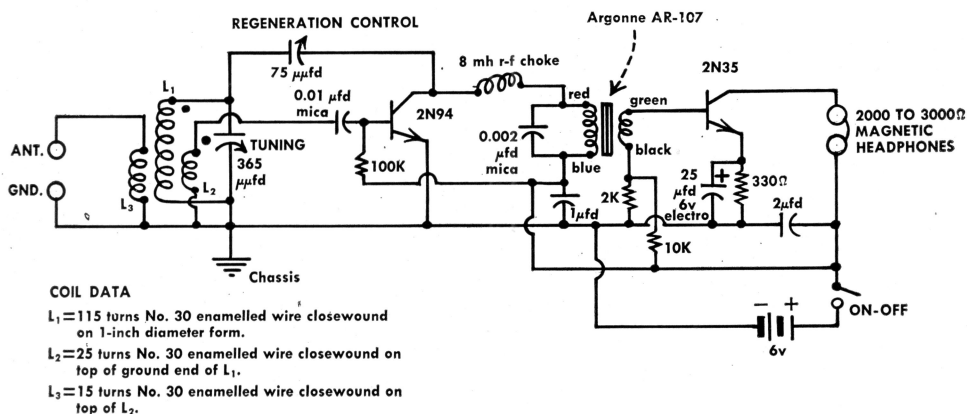 REGENERATION CONTROL
Argonne AR-107
75 μμfd
8 mh r-f choke
2N35
L₁
0.01 μfd
mica
2N94
red
green
2000 TO 3000Ω
MAGNETIC
HEADPHONES
ANT.
TUNING
365
μμfd
0.002
μfd
mica
black
100K
blue
25
μfd
6v
electro
+
330Ω
GND.
L₂
L₃
1μfd
2K
2μfd
10K
Chassis
ON-OFF
− +
6v
COIL DATA
L₁=115 turns No. 30 enamelled wire closewound
on 1-inch diameter form.
L₂=25 turns No. 30 enamelled wire closewound on
top of ground end of L₁.
L₃=15 turns No. 30 enamelled wire closewound on
top of L₂.